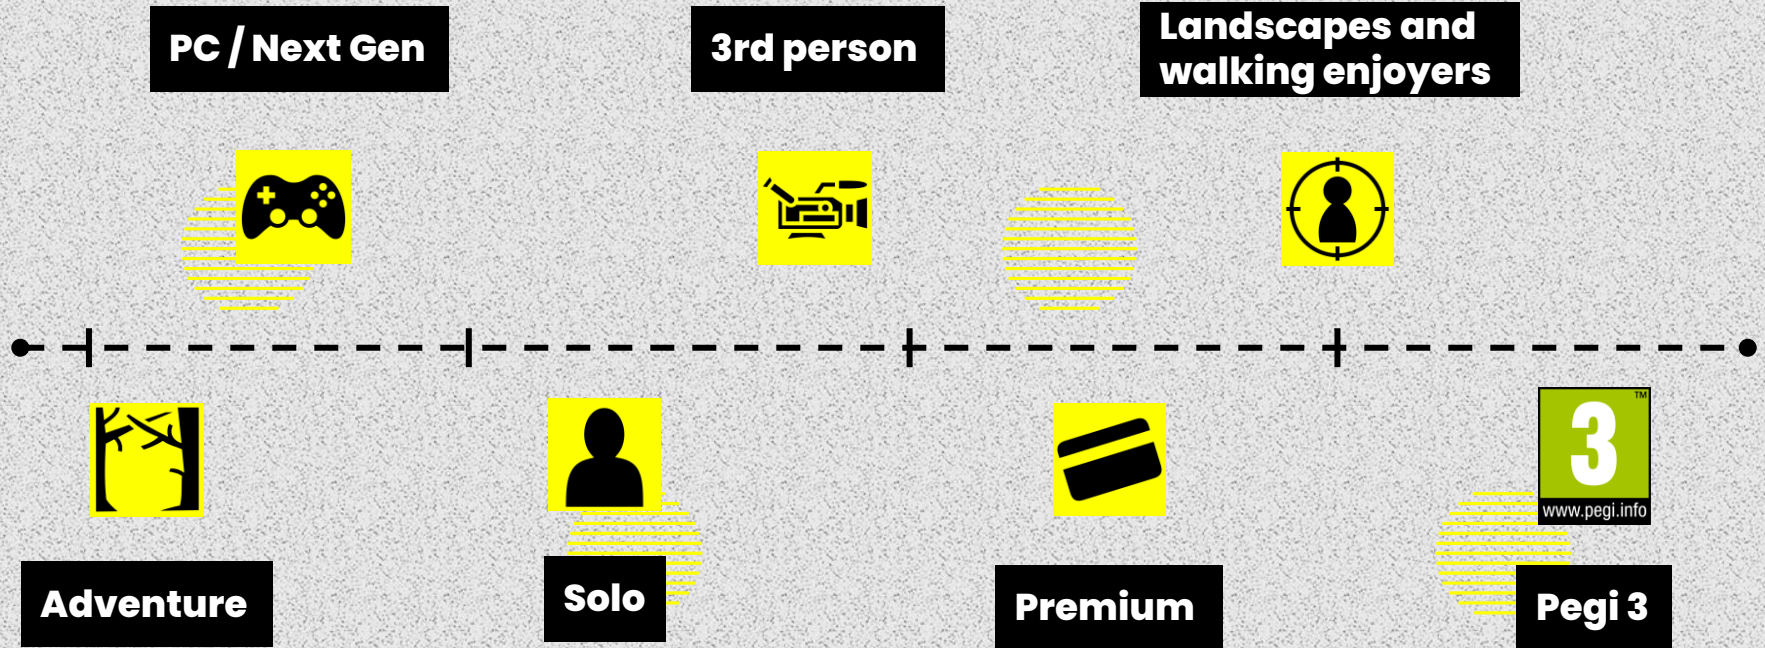 PC / Next Gen
3rd person
Landscapes and
walking enjoyers
3
TM
www.pegi.info
Adventure
Solo
Premium
Pegi 3